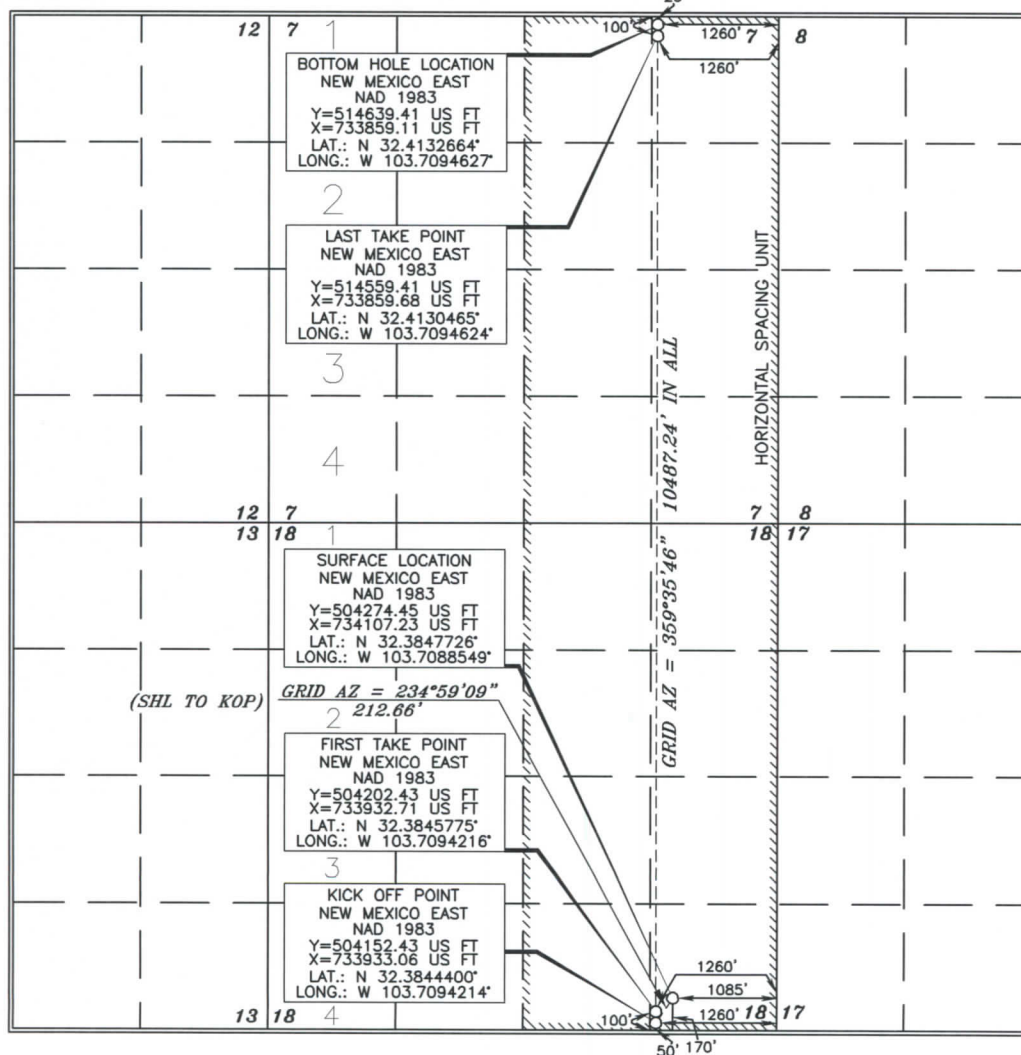 12 7
1
100'
1260'
7 8
1260'
BOTTOM HOLE LOCATION
NEW MEXICO EAST
NAD 1983
Y=514639.41 US FT
X=733859.11 US FT
LAT.: N 32.4132664°
LONG.: W 103.7094627°
2
LAST TAKE POINT
NEW MEXICO EAST
NAD 1983
Y=514559.41 US FT
X=733859.68 US FT
LAT.: N 32.4130465°
LONG.: W 103.7094624°
3
HORIZONTAL SPACING UNIT
GRID AZ = 359°35'46" 10487.24' IN ALL
4
12 7
7 8
13 18
18 17
1
SURFACE LOCATION
NEW MEXICO EAST
NAD 1983
Y=504274.45 US FT
X=734107.23 US FT
LAT.: N 32.3847726°
LONG.: W 103.7088549°
(SHL TO KOP)
GRID AZ = 234°59'09"
212.66'
2
FIRST TAKE POINT
NEW MEXICO EAST
NAD 1983
Y=504202.43 US FT
X=733932.71 US FT
LAT.: N 32.3845775°
LONG.: W 103.7094216°
3
KICK OFF POINT
NEW MEXICO EAST
NAD 1983
Y=504152.43 US FT
X=733933.06 US FT
LAT.: N 32.3844400°
LONG.: W 103.7094214°
1260'
1085'
13 18
4
100'
1260'
18 17
50'
170'